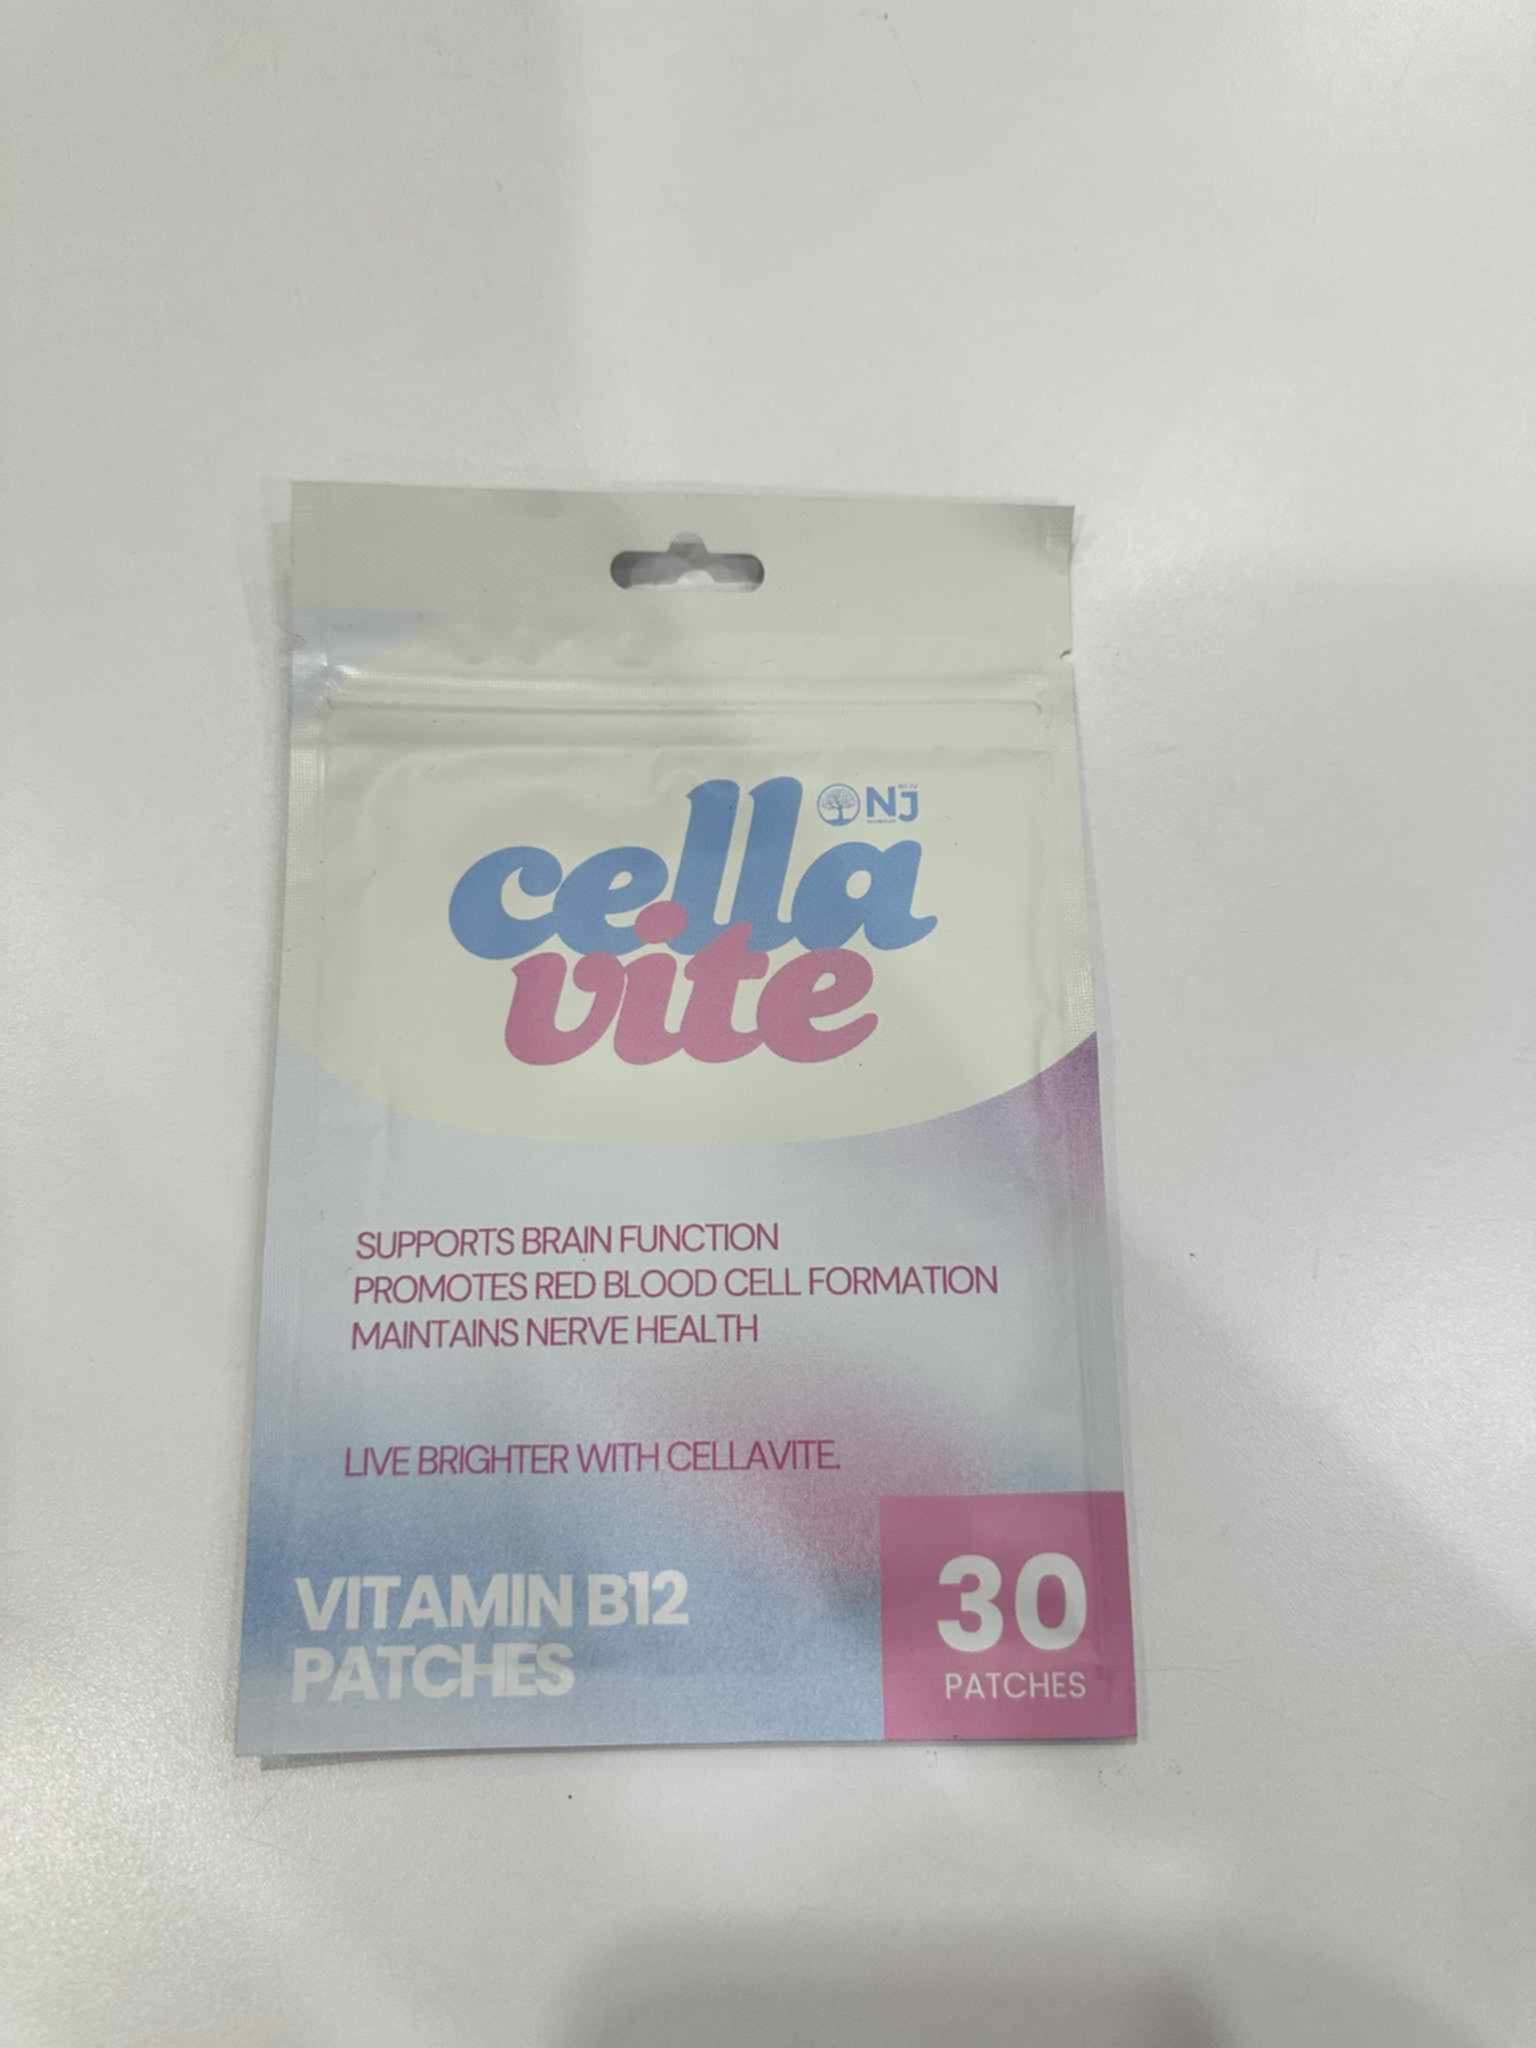 cella
NJ
vite
SUPPORTS BRAIN FUNCTION
PROMOTES RED BLOOD CELL FORMATION
MAINTAINS NERVE HEALTH
LIVE BRIGHTER WITH CELLAVITE.
VITAMIN B12
PATCHES
30
PATCHES